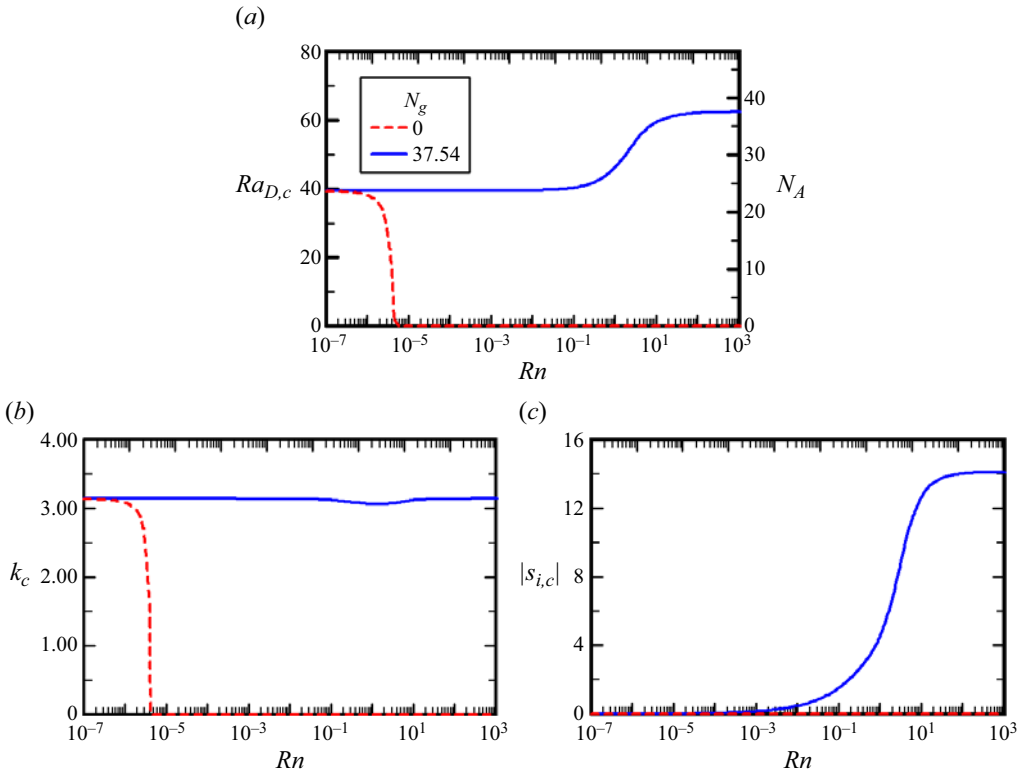 (a)
80
60
40
20
0
Ra_{D,c}
N_g
0
37.54
40
30
20
10
0
N_A
10^{–7} 10^{–5} 10^{–3} 10^{–1} 10^{1} 10^{3}
Rn
(b)
4.00
3.00
2.00
1.00
0
k_c
10^{–7} 10^{–5} 10^{–3} 10^{–1} 10^{1} 10^{3}
Rn
(c)
16
12
8
4
0
|s_{i,c}|
10^{–7} 10^{–5} 10^{–3} 10^{–1} 10^{1} 10^{3}
Rn